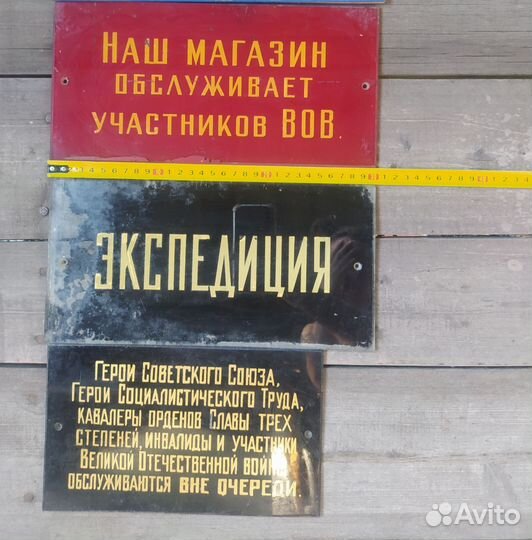 Наш магазин
обслуживает
участников ВОВ.
ЭКСПЕДИЦИЯ
Герои Советского Союза,
Герои Социалистического Труда,
кавалеры орденов Славы трех
степеней, инвалиды и участники
Великой Отечественной войны
обслуживаются вне очереди.
Avito